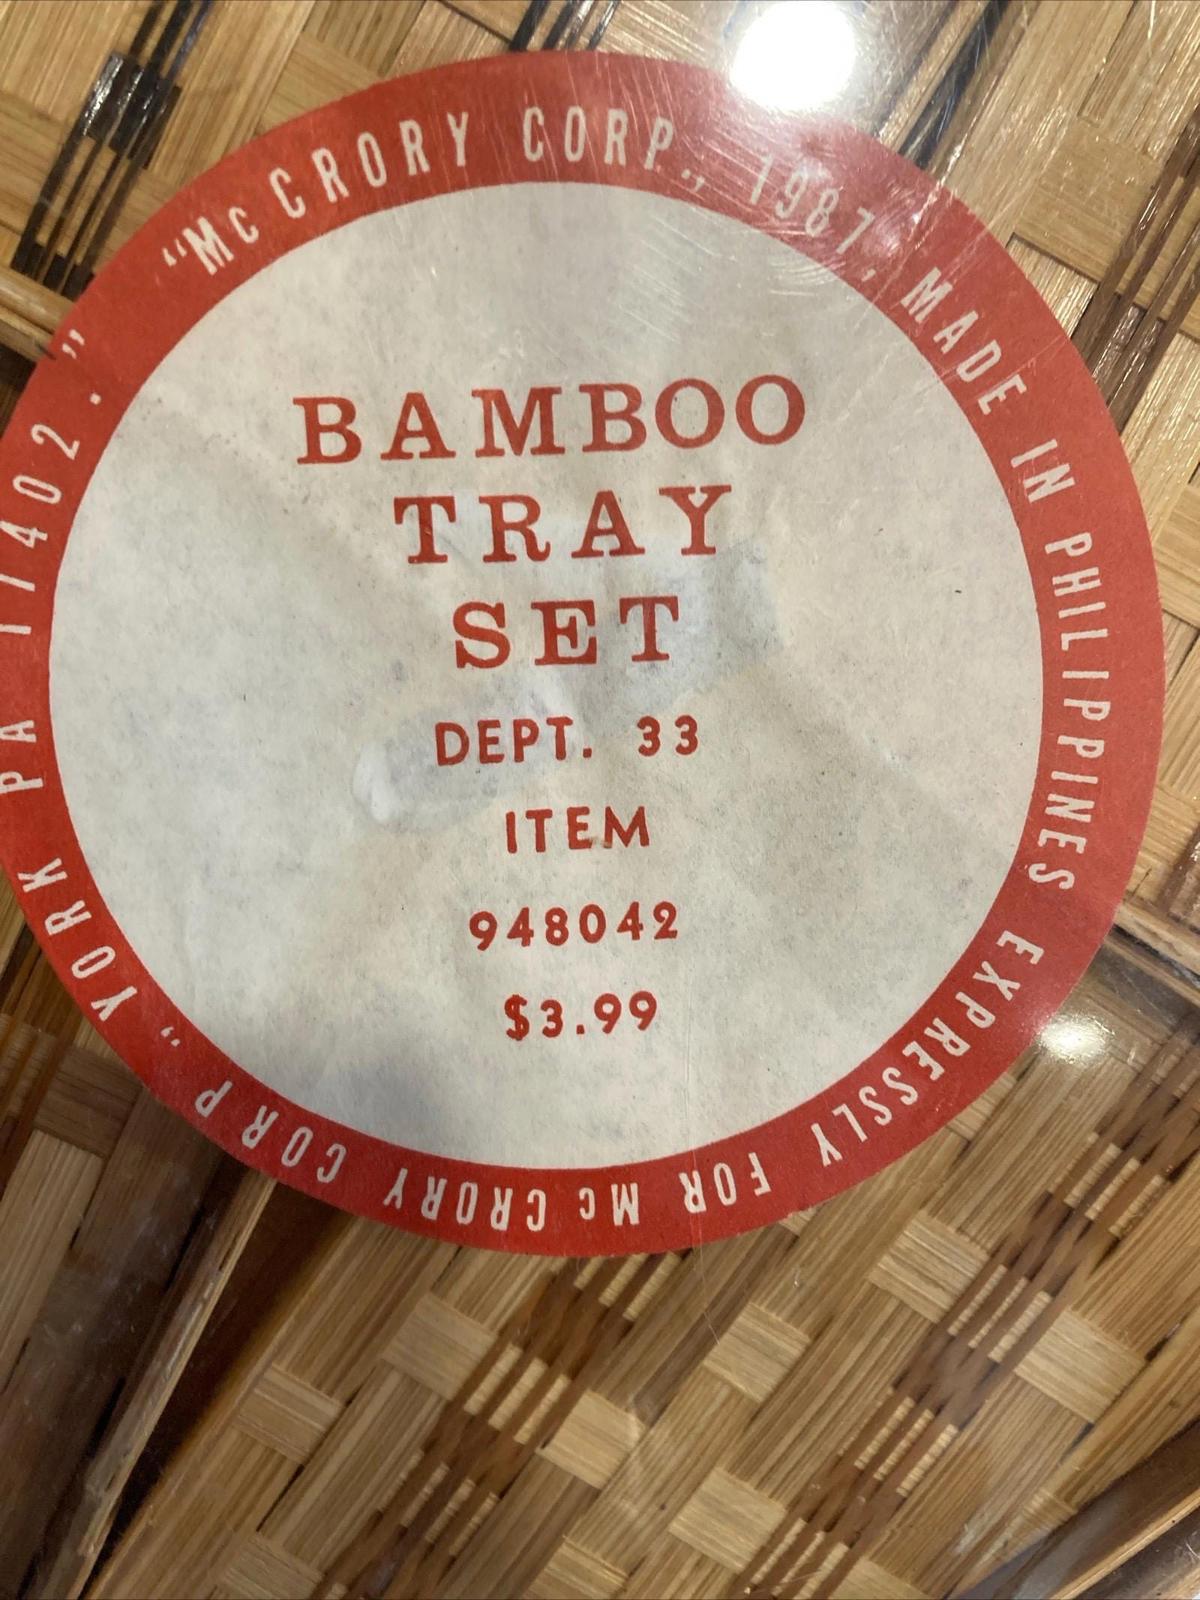 "Mc CRORY CORP., 1987, MADE IN PHILIPPINES EXPRESSLY FOR Mc CRORY CORP., YORK PA 17402."
BAMBOO
TRAY
SET
DEPT. 33
ITEM
948042
$3.99